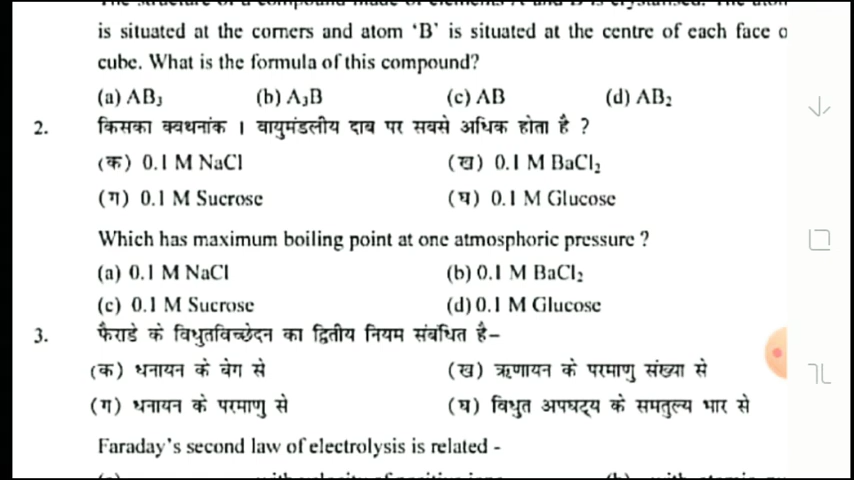 is situated at the corners and atom ‘B’ is situated at the centre of each face o
cube. What is the formula of this compound?
(a) AB₃ (b) A₃B (c) AB (d) AB₂
2. किसका क्वथनांक । वायुमंडलीय दाब पर सबसे अधिक होता है ?
(क) 0.1 M NaCl (ख) 0.1 M BaCl₂
(ग) 0.1 M Sucrose (घ) 0.1 M Glucose
Which has maximum boiling point at one atmosphoric pressure ?
(a) 0.1 M NaCl (b) 0.1 M BaCl₂
(c) 0.1 M Sucrose (d) 0.1 M Glucose
3. फैराडे के विधुतविच्छेदन का द्वितीय नियम संबंधित है–
(क) धनायन के वेग से (ख) ऋणायन के परमाणु संख्या से
(ग) धनायन के परमाणु से (घ) विधुत अपघट्य के समतुल्य भार से
Faraday’s second law of electrolysis is related -